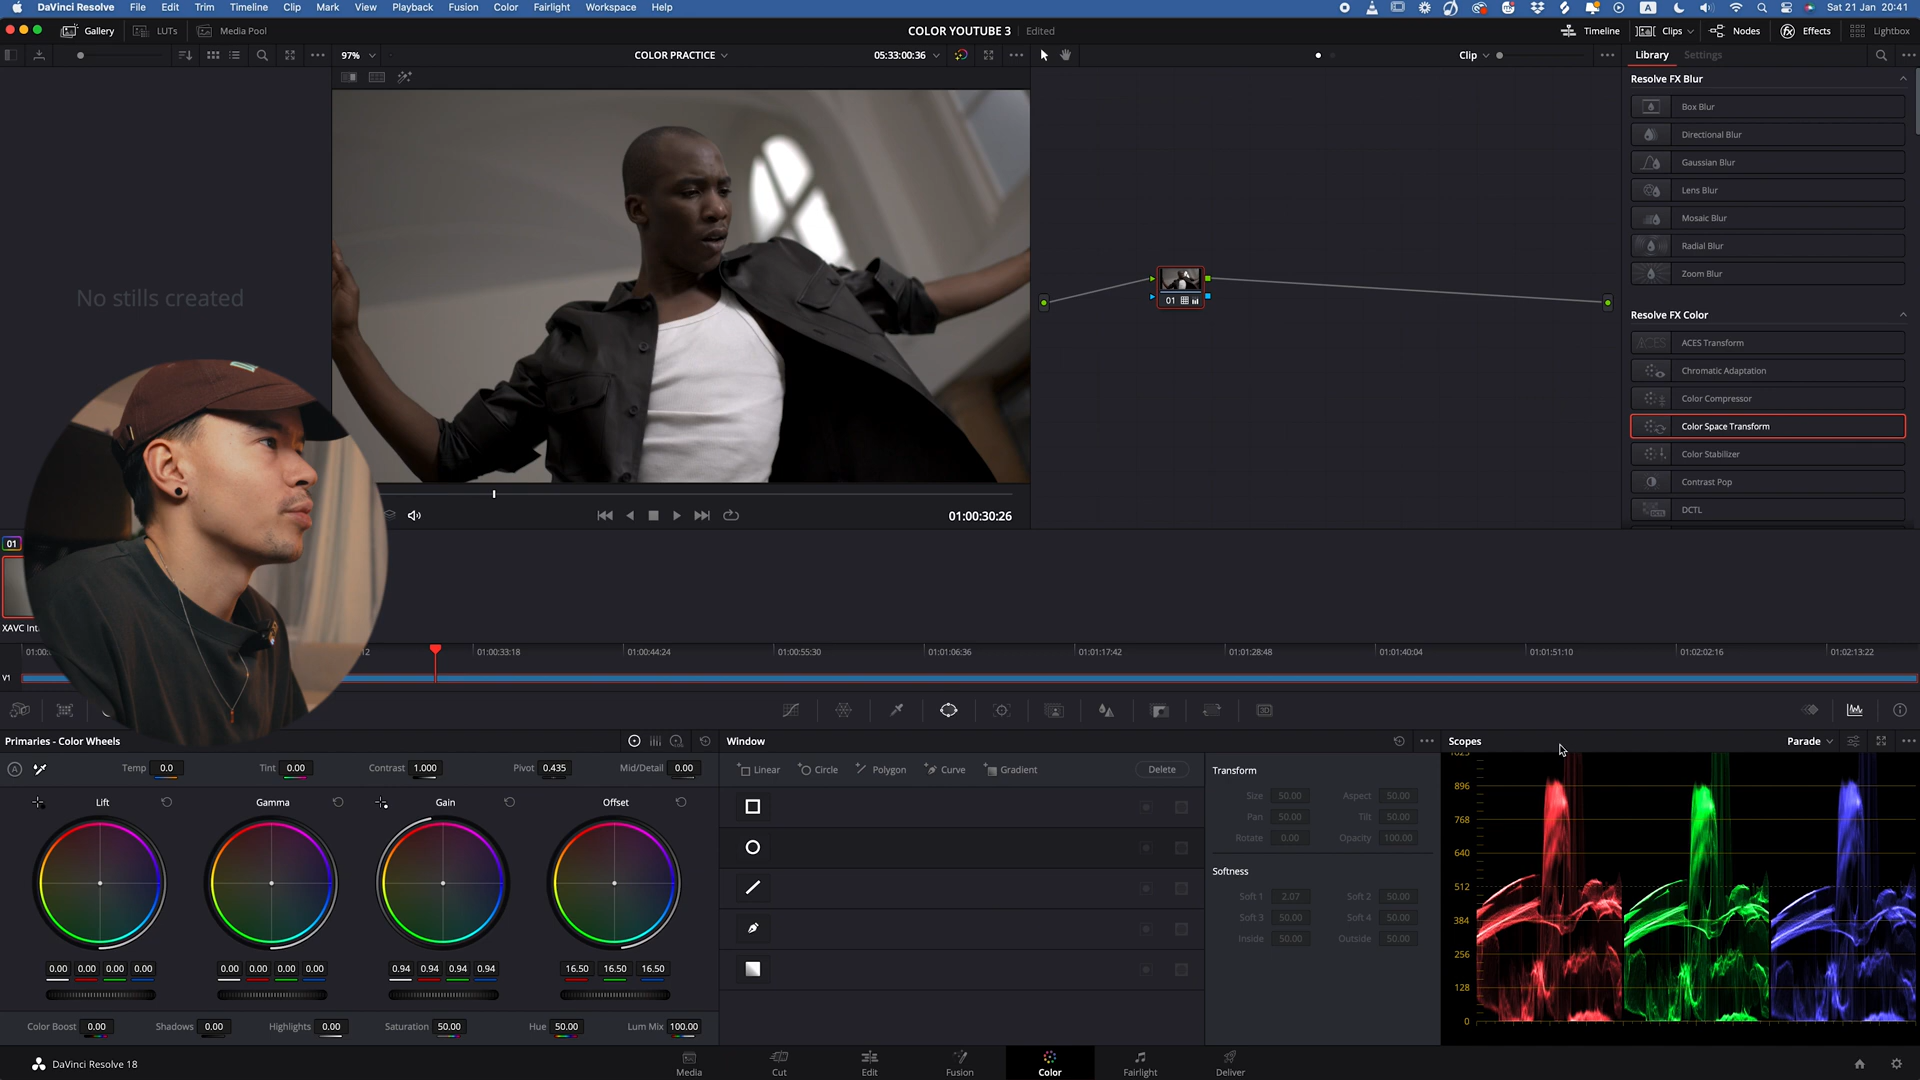 DaVinci Resolve File Edit Trim Timeline Clip Mark View Playback Fusion Color Fairlight Workspace Help
Sat 21 Jan 20:41
Gallery LUTs Media Pool
COLOR YOUTUBE 3 Edited
Timeline Clips Nodes Effects Lightbox
97% COLOR PRACTICE 05:33:00:36
Clip
Library Settings
Resolve FX Blur
Box Blur
Directional Blur
Gaussian Blur
Lens Blur
Mosaic Blur
Radial Blur
Zoom Blur
Resolve FX Color
ACES Transform
Chromatic Adaptation
Color Compressor
Color Space Transform
Color Stabilizer
Contrast Pop
DCTL
No stills created
01
01:00:30:26
01
XAVC Int
01:00: 12 01:00:33:18 01:00:44:24 01:00:55:30 01:01:06:36 01:01:17:42 01:01:28:48 01:01:40:04 01:01:51:10 01:02:02:16 01:02:13:22
V1
Primaries - Color Wheels
Temp 0.0 Tint 0.00 Contrast 1.000 Pivot 0.435 Mid/Detail 0.00
Lift Gamma Gain Offset
0.00 0.00 0.00 0.00 0.00 0.00 0.00 0.00 0.94 0.94 0.94 0.94 16.50 16.50 16.50
Color Boost 0.00 Shadows 0.00 Highlights 0.00 Saturation 50.00 Hue 50.00 Lum Mix 100.00
Window
Linear Circle Polygon Curve Gradient Delete
Transform
Size 50.00 Aspect 50.00
Pan 50.00 Tilt 50.00
Rotate 0.00 Opacity 100.00
Softness
Soft 1 2.07 Soft 2 50.00
Soft 3 50.00 Soft 4 50.00
Inside 50.00 Outside 50.00
Scopes Parade
1023
896
768
640
512
384
256
128
0
DaVinci Resolve 18
Media Cut Edit Fusion Color Fairlight Deliver